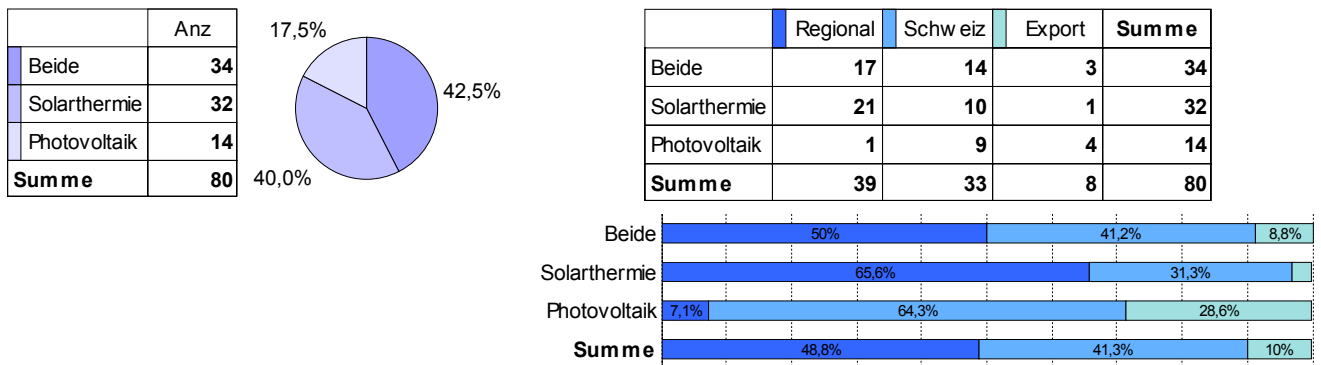 Anz
Beide 34
Solarthermie 32
Photovoltaik 14
Summe 80
17,5%
42,5%
40,0%
Regional Schweiz Export Summe
Beide 17 14 3 34
Solarthermie 21 10 1 32
Photovoltaik 1 9 4 14
Summe 39 33 8 80
Beide 50% 41,2% 8,8%
Solarthermie 65,6% 31,3%
Photovoltaik 7,1% 64,3% 28,6%
Summe 48,8% 41,3% 10%